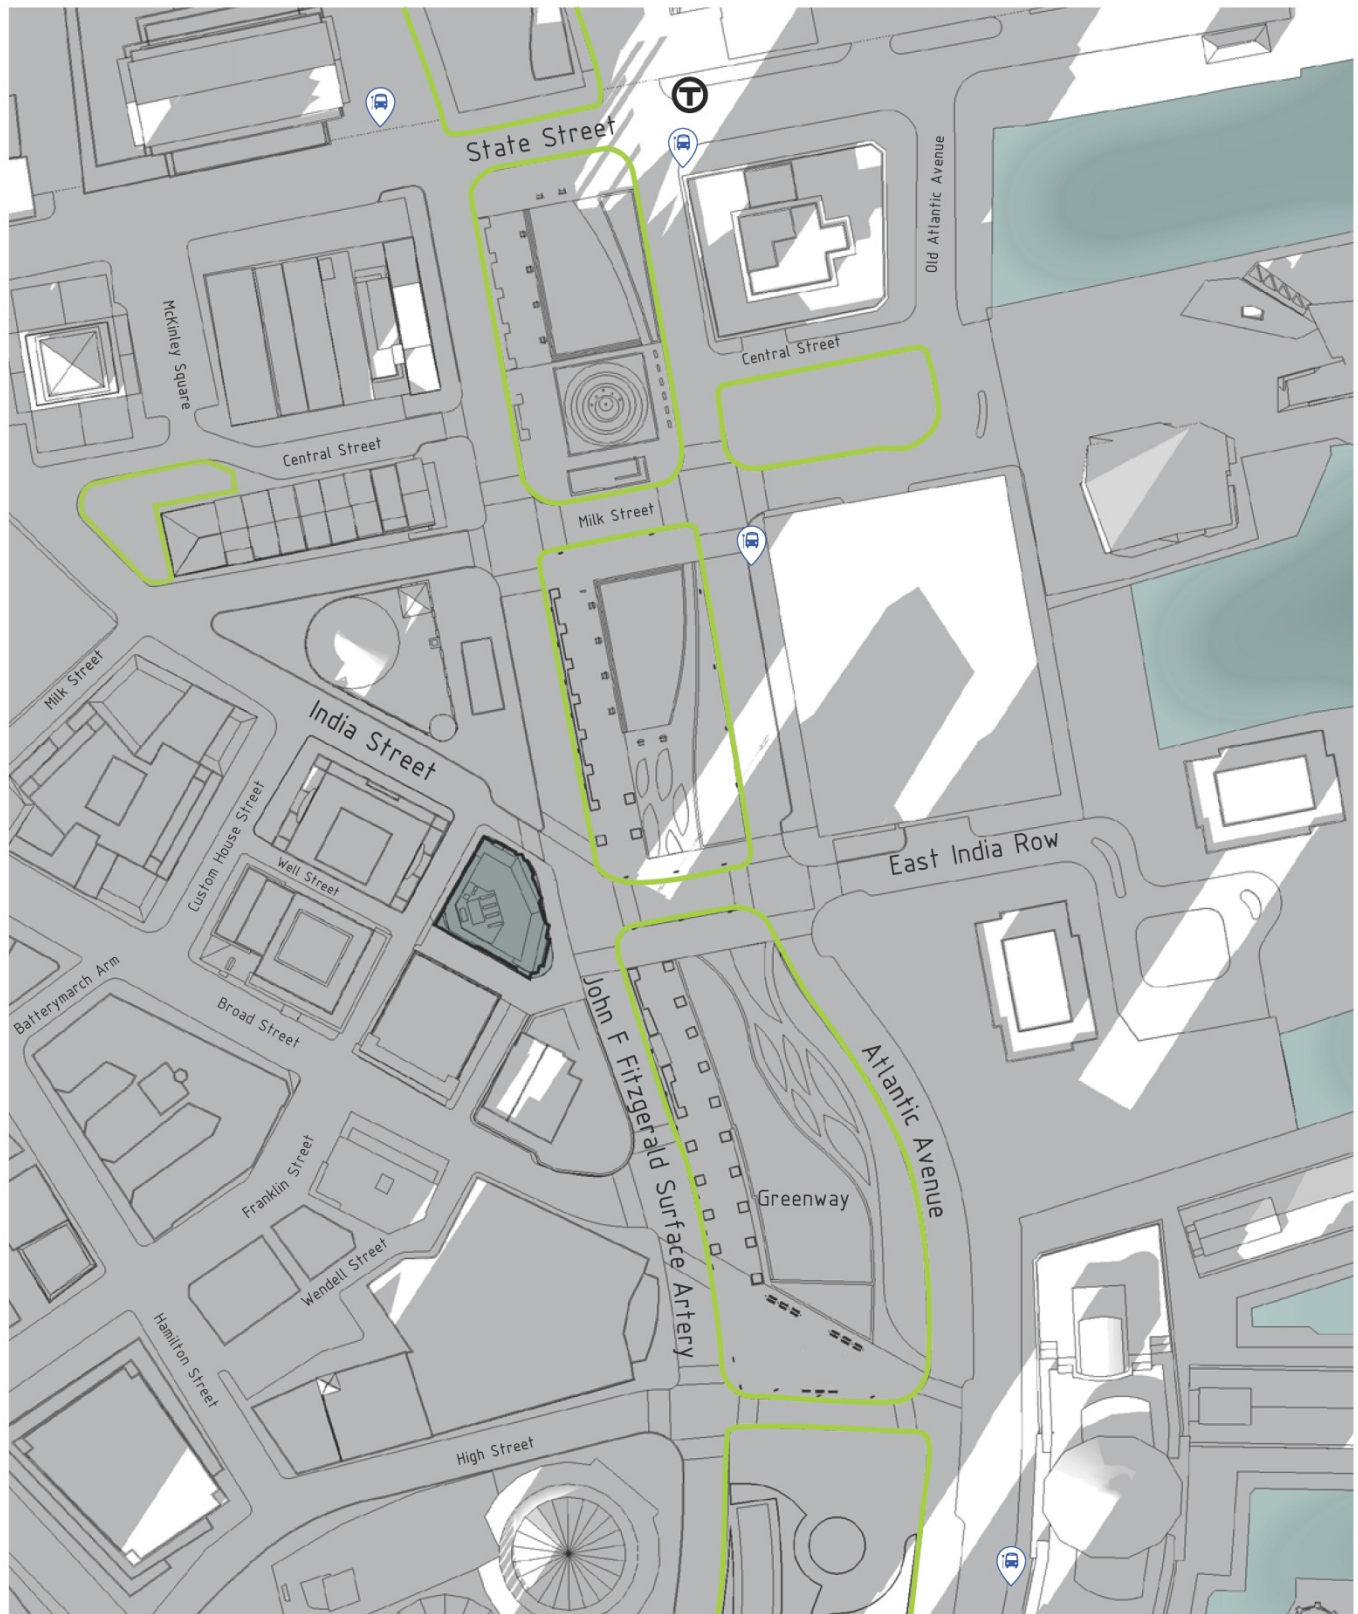 T
State Street
Old Atlantic Avenue
McKinley Square
Central Street
Central Street
Milk Street
Milk Street
India Street
Custom House Street
Well Street
East India Row
Batterymarch Arm
Broad Street
John F Fitzgerald Surface Artery
Atlantic Avenue
Franklin Street
Greenway
Wendell Street
Hamilton Street
High Street